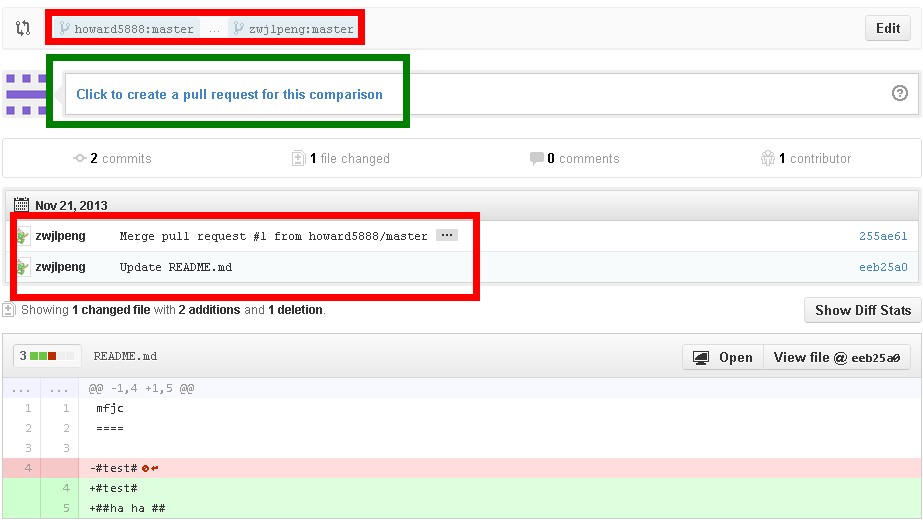 howard5888:master ... zwjlpeng:master Edit
Click to create a pull request for this comparison ?
2 commits 1 file changed 0 comments 1 contributor
Nov 21, 2013
zwjlpeng Merge pull request #1 from howard5888/master ... 255ae61
zwjlpeng Update README.md eeb25a0
Showing 1 changed file with 2 additions and 1 deletion. Show Diff Stats
3 README.md Open View file @ eeb25a0
... ... @@ -1,4 +1,5 @@
1 1 mfjc
2 2 ====
3 3
4 -#test#
4 +#test#
5 +##ha ha ##